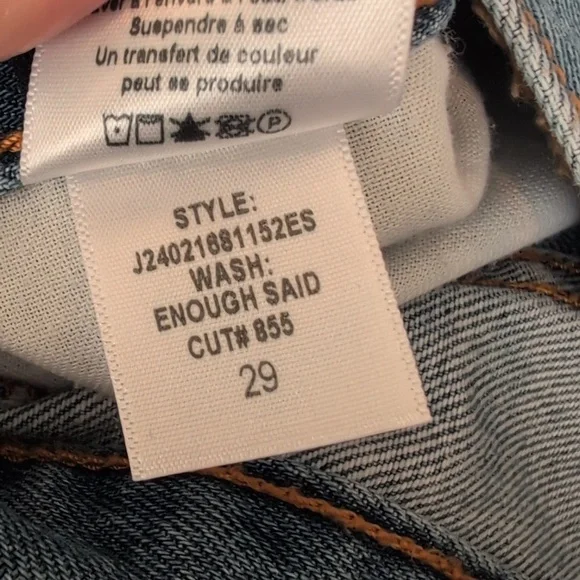 Suspendre à sec
Un transfert de couleur
peut se produire
P
STYLE:
J24021681152ES
WASH:
ENOUGH SAID
CUT# 855
29